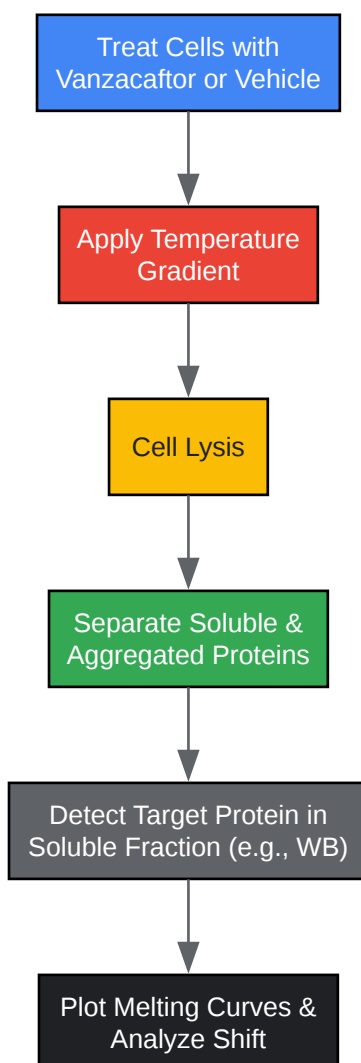 Treat Cells with
Vanzacaftor or Vehicle
Apply Temperature
Gradient
Cell Lysis
Separate Soluble &
Aggregated Proteins
Detect Target Protein in
Soluble Fraction (e.g., WB)
Plot Melting Curves &
Analyze Shift